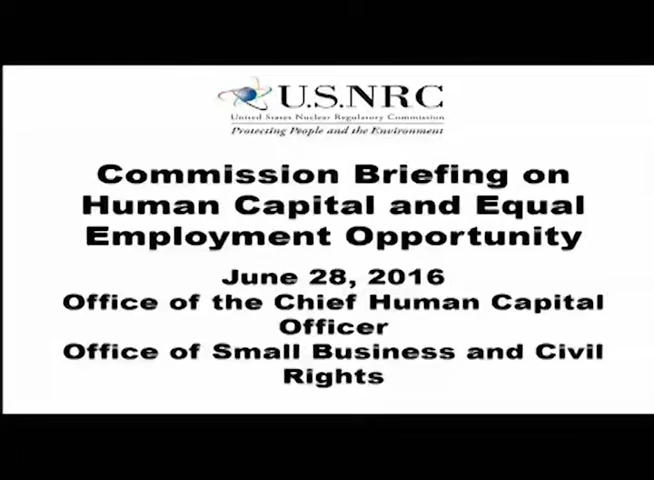 U.S.NRC
United States Nuclear Regulatory Commission
Protecting People and the Environment
Commission Briefing on
Human Capital and Equal
Employment Opportunity
June 28, 2016
Office of the Chief Human Capital
Officer
Office of Small Business and Civil
Rights